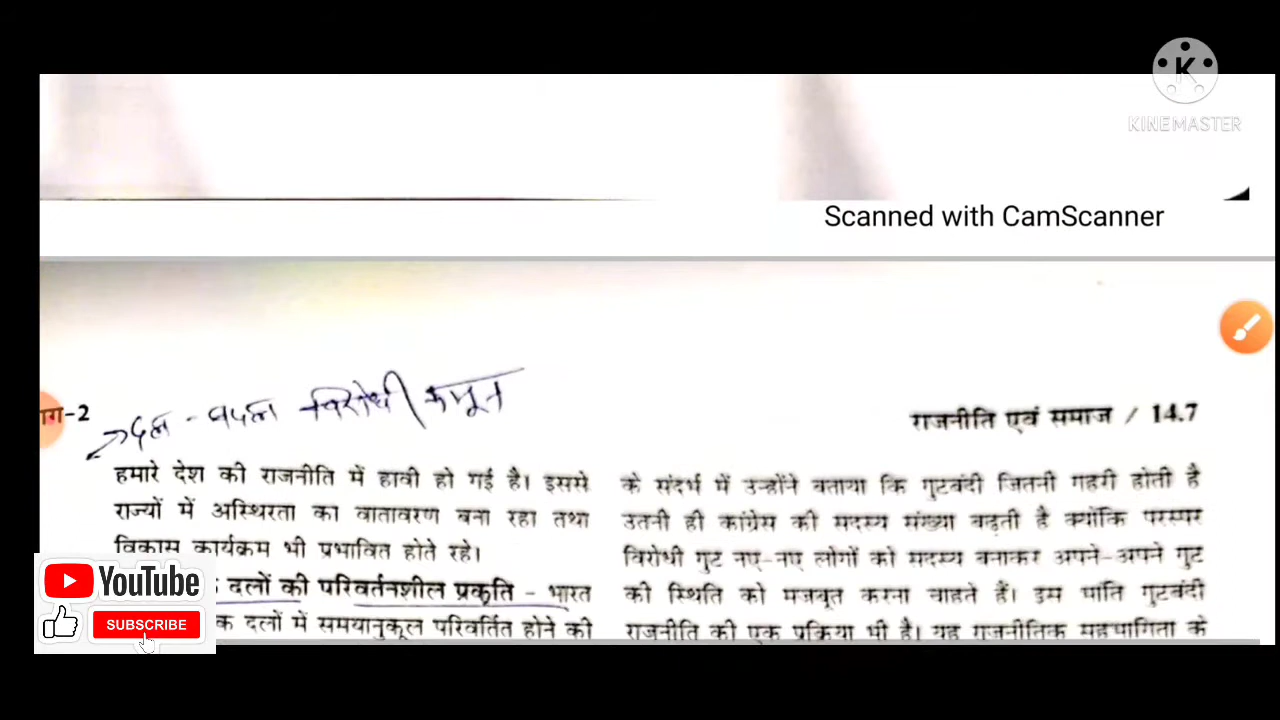 KINEMASTER
Scanned with CamScanner
ाग-2
दल - बदल विरोधी कानून
राजनीति एवं समाज / 14.7
हमारे देश की राजनीति में हावी हो गई है। इससे
राज्यों में अस्थिरता का वातावरण बना रहा तथा
विकास कार्यक्रम भी प्रभावित होते रहे।
क दलों की परिवर्तनशील प्रकृति - भारत
क दलों में समयानुकूल परिवर्तित होने की
के संदर्भ में उन्होंने बताया कि गुटबंदी जितनी गहरी होती है
उतनी ही कांग्रेस की सदस्य संख्या बढ़ती है क्योंकि परस्पर
विरोधी गुट नए-नए लोगों को सदस्य बनाकर अपने-अपने गुट
की स्थिति को मजबूत करना चाहते हैं। इस भांति गुटबंदी
राजनीति की एक प्रक्रिया भी है। यह राजनीतिक सहभागिता के
YouTube
SUBSCRIBE